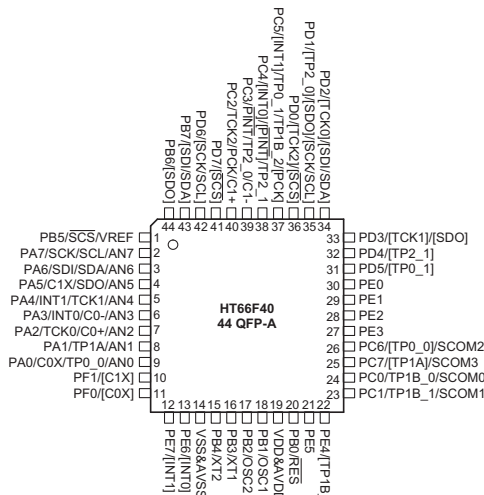 PB6/[SDO]
PB7/[SDI/SDA]
PD6/[SCK/SCL]
PD7/[SCS]
PC2/TCK2/PCK/C1+
PC3/PINT/TP2_0/C1-
PC4/[INT0]/[PINT]/TP2_1
PC5/[INT1]/TP0_1/TP1B_2/[PCK]
PD0/[TCK2]/[SCS]
PD1/[TP2_0]/[SDO]/[SCK/SCL]
PD2/[TCK0]/[SDI/SDA]
44 43 42 41 40 39 38 37 36 35 34
PB5/SCS/VREF 1
PA7/SCK/SCL/AN7 2
PA6/SDI/SDA/AN6 3
PA5/C1X/SDO/AN5 4
PA4/INT1/TCK1/AN4 5
PA3/INT0/C0-/AN3 6
PA2/TCK0/C0+/AN2 7
PA1/TP1A/AN1 8
PA0/C0X/TP0_0/AN0 9
PF1/[C1X] 10
PF0/[C0X] 11
HT66F40
44 QFP-A
33 PD3/[TCK1]/[SDO]
32 PD4/[TP2_1]
31 PD5/[TP0_1]
30 PE0
29 PE1
28 PE2
27 PE3
26 PC6/[TP0_0]/SCOM2
25 PC7/[TP1A]/SCOM3
24 PC0/TP1B_0/SCOM0
23 PC1/TP1B_1/SCOM1
12 13 14 15 16 17 18 19 20 21 22
PE7/[INT1]
PE6/[INT0]
VSS&AVSS
PB4/XT2
PB3/XT1
PB2/OSC2
PB1/OSC1
VDD&AVDD
PB0/RES
PE5
PE4/[TP1B